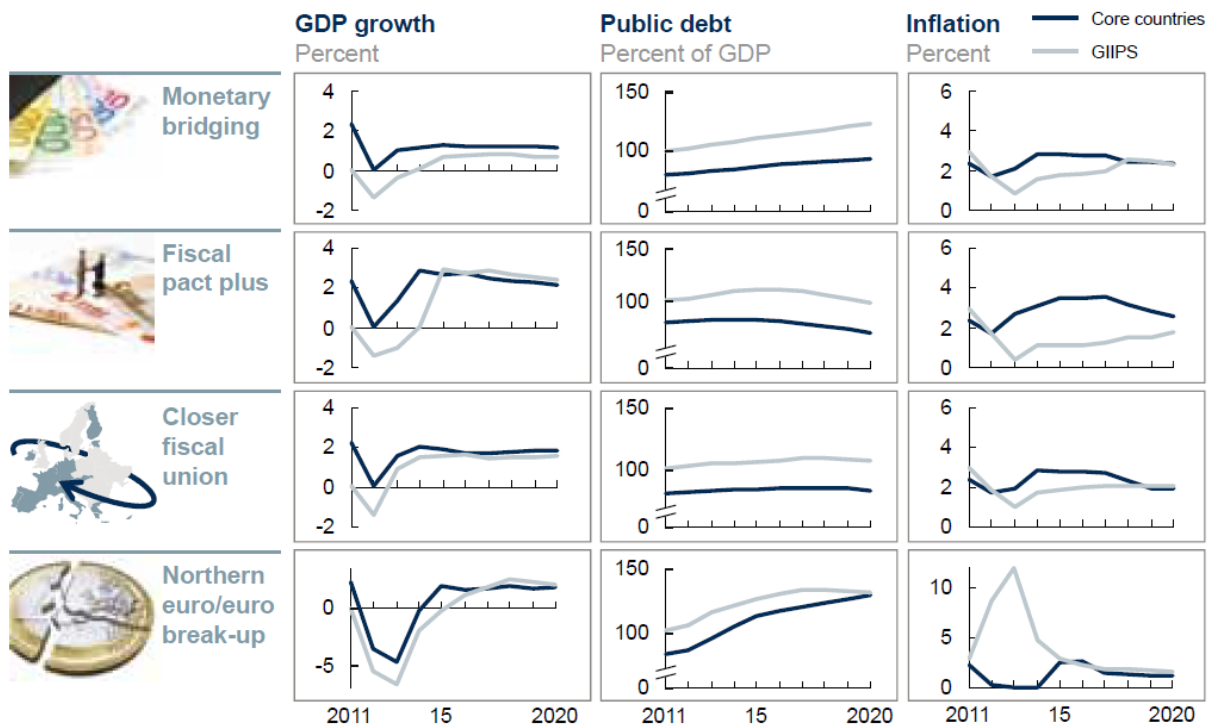 GDP growth
Percent
Public debt
Percent of GDP
Inflation
Percent
Core countries
GIIPS
Monetary
bridging
4
2
0
-2
150
100
0
6
4
2
0
Fiscal
pact plus
4
2
0
-2
150
100
0
6
4
2
0
Closer
fiscal
union
4
2
0
-2
150
100
0
6
4
2
0
Northern
euro/euro
break-up
0
-5
150
100
0
10
5
0
2011 15 2020
2011 15 2020
2011 15 2020